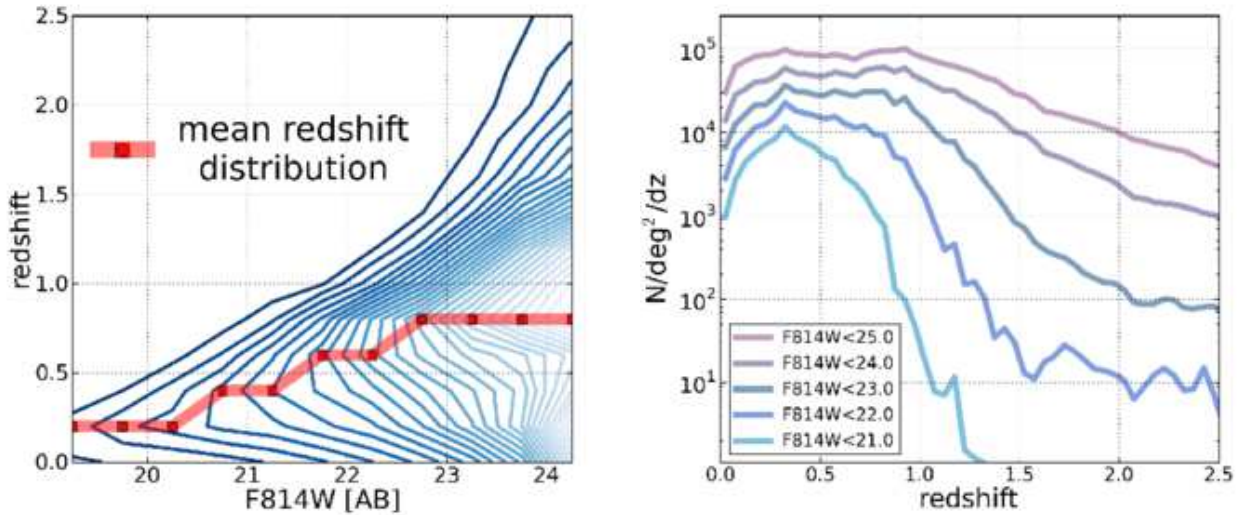 2.5
2.0
1.5
1.0
0.5
0.0
redshift
mean redshift
distribution
20
21
22
23
24
F814W [AB]
10⁵
10⁴
10³
10²
10¹
N/deg²/dz
F814W<25.0
F814W<24.0
F814W<23.0
F814W<22.0
F814W<21.0
0.0
0.5
1.0
1.5
2.0
2.5
redshift